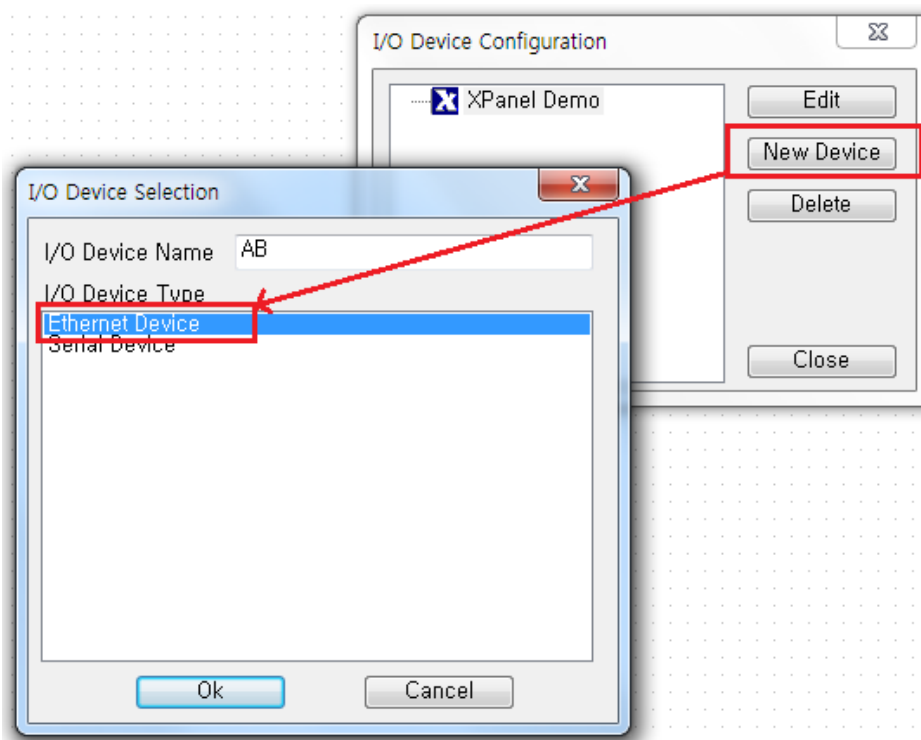 I/O Device Configuration
XPanel Demo
Edit
New Device
Delete
Close
I/O Device Selection
I/O Device Name AB
I/O Device Type
Ethernet Device
Serial Device
Ok Cancel